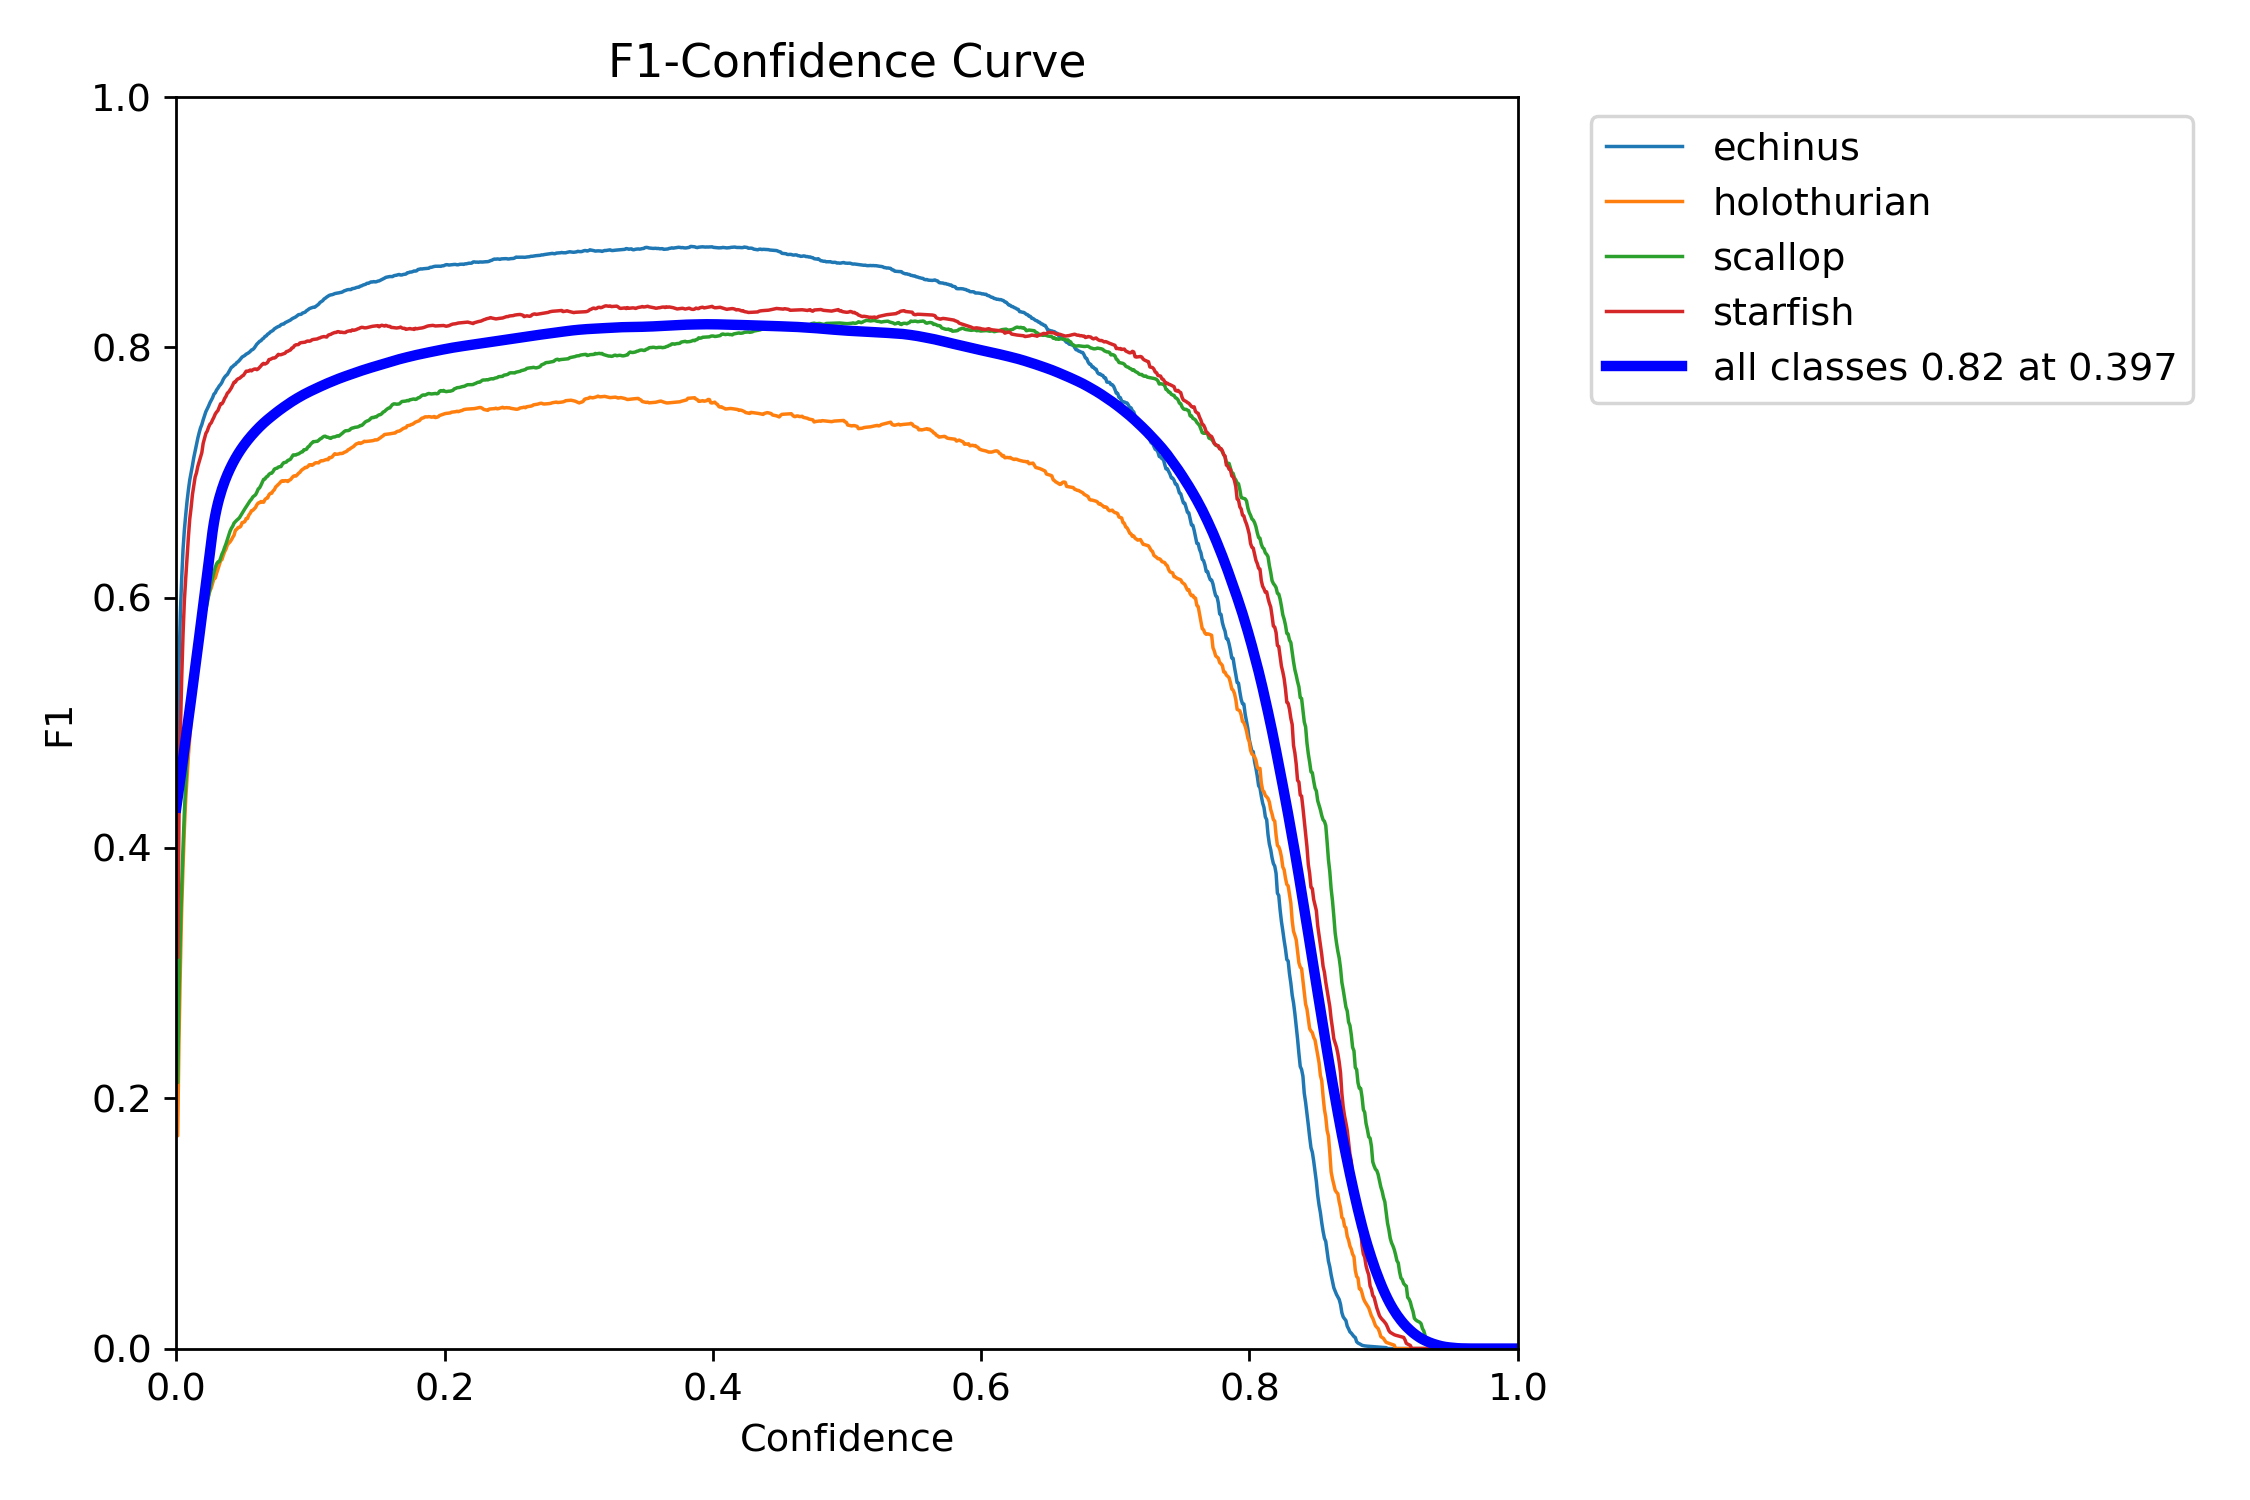 F1-Confidence Curve
1.0
0.8
0.6
0.4
0.2
0.0
F1
0.0 0.2 0.4 0.6 0.8 1.0
Confidence
echinus
holothurian
scallop
starfish
all classes 0.82 at 0.397